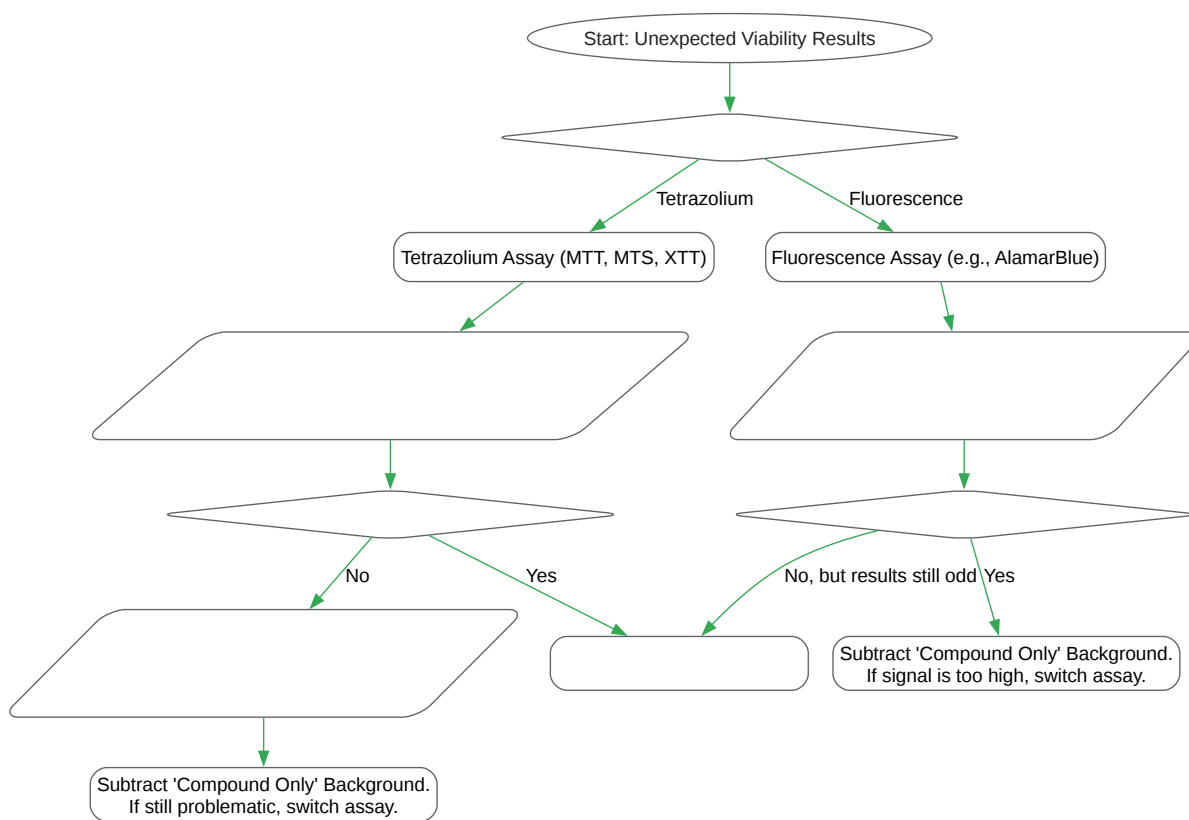 Start: Unexpected Viability Results
Tetrazolium
Fluorescence
Tetrazolium Assay (MTT, MTS, XTT)
Fluorescence Assay (e.g., AlamarBlue)
No
Yes
No, but results still odd
Yes
Subtract 'Compound Only' Background.
If signal is too high, switch assay.
Subtract 'Compound Only' Background.
If still problematic, switch assay.